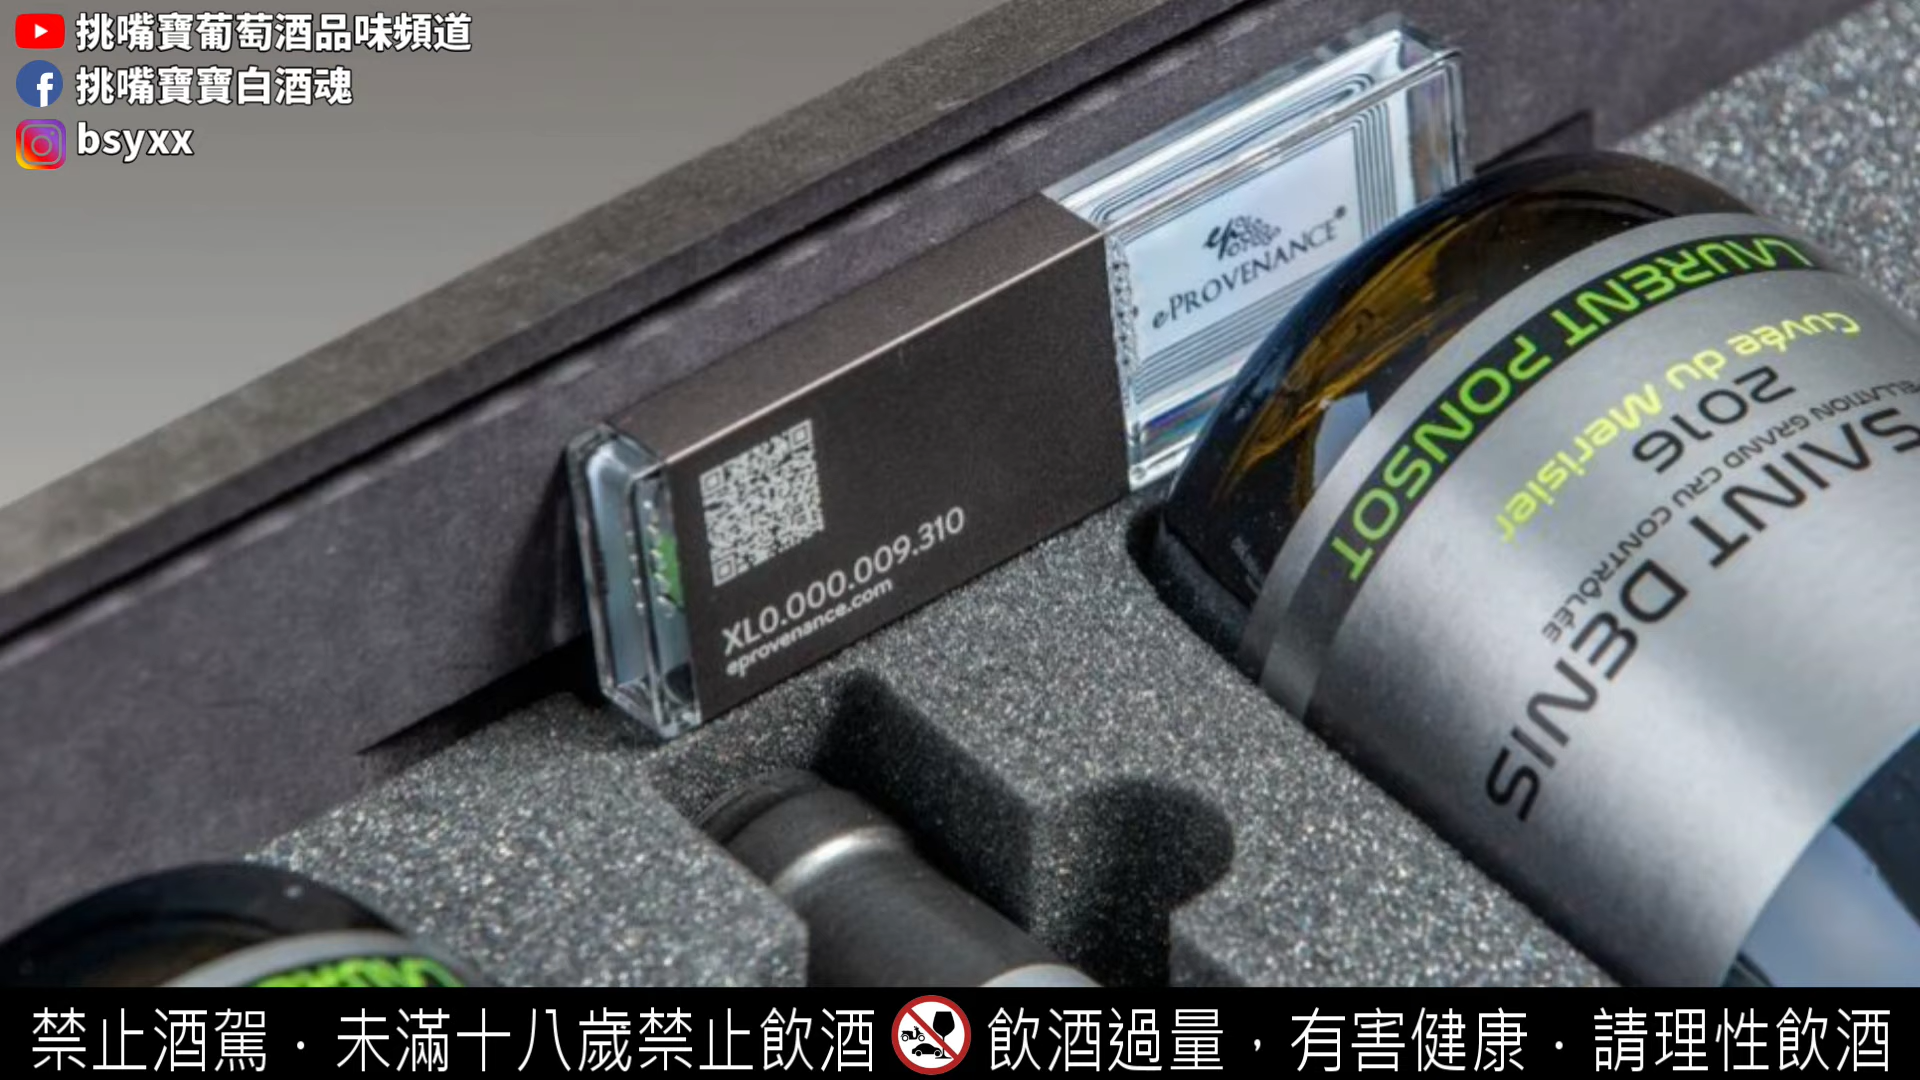 挑嘴寶葡萄酒品味頻道
挑嘴寶寶白酒魂
bsyxx
ePROVENANCE®
XL0.000.009.310
eprovenance.com
LAURENT PONSOT
Cuvée du Merisier
2016
SAINT DENIS
ELLATION GRAND CRU CONTRÔLÉE
禁止酒駕．未滿十八歲禁止飲酒 飲酒過量，有害健康．請理性飲酒